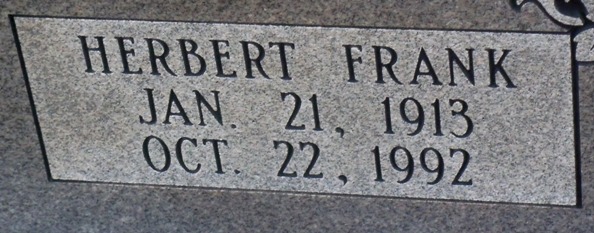 HERBERT FRANK
JAN. 21, 1913
OCT. 22, 1992